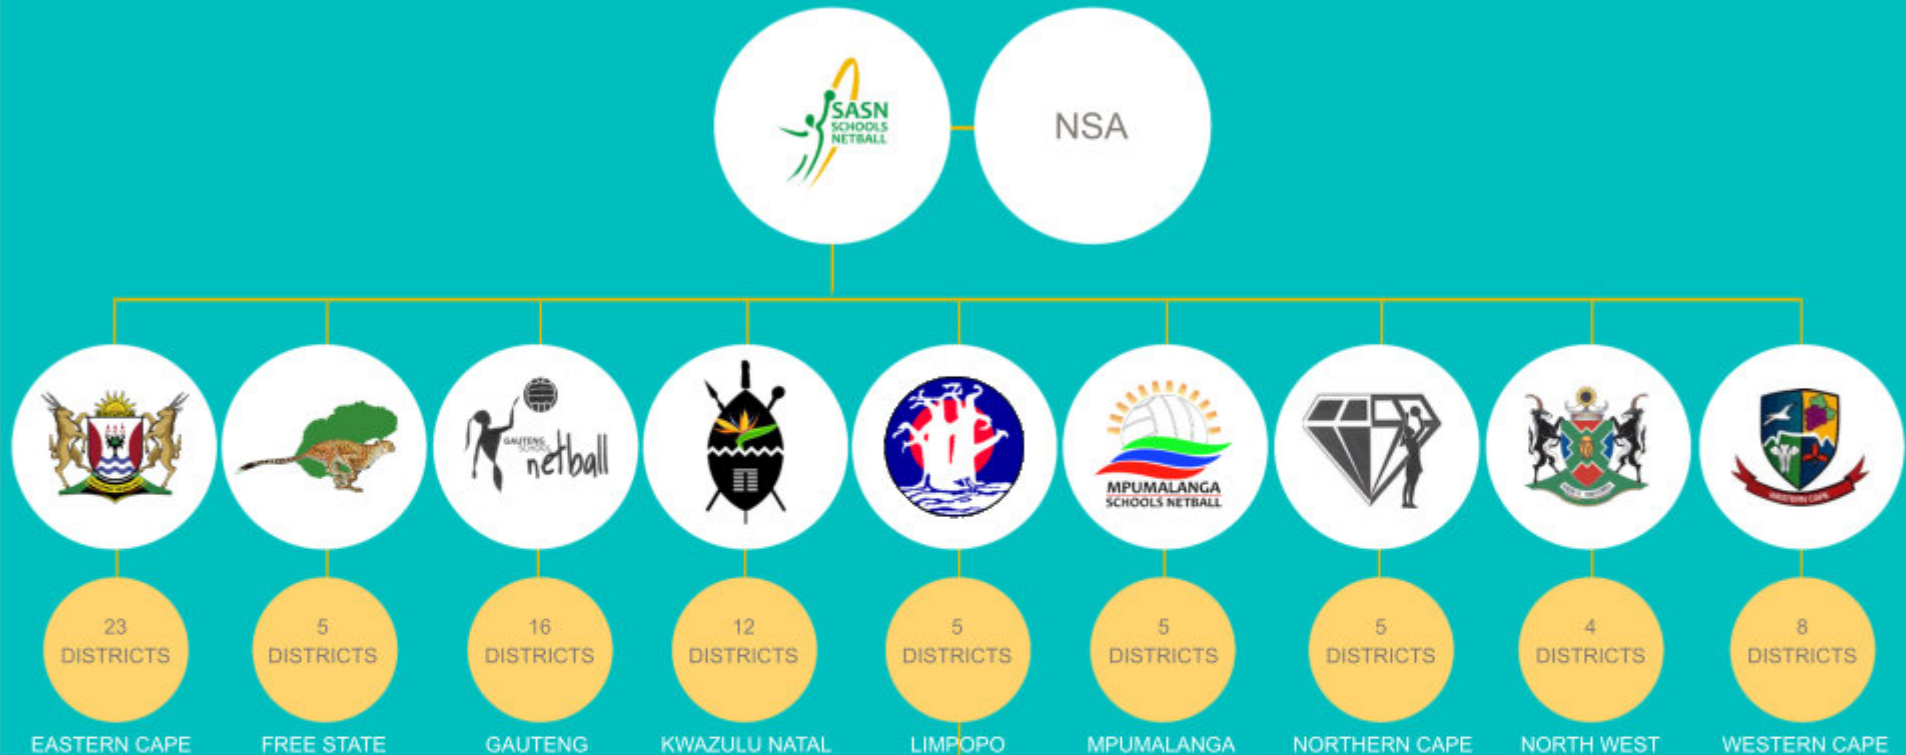 SASN
SCHOOLS
NETBALL
NSA
GAUTENG
SCHOOL
netball
MPUMALANGA
SCHOOLS NETBALL
WESTERN CAPE
23
DISTRICTS
5
DISTRICTS
16
DISTRICTS
12
DISTRICTS
5
DISTRICTS
5
DISTRICTS
5
DISTRICTS
4
DISTRICTS
8
DISTRICTS
EASTERN CAPE
FREE STATE
GAUTENG
KWAZULU NATAL
LIMPOPO
MPUMALANGA
NORTHERN CAPE
NORTH WEST
WESTERN CAPE